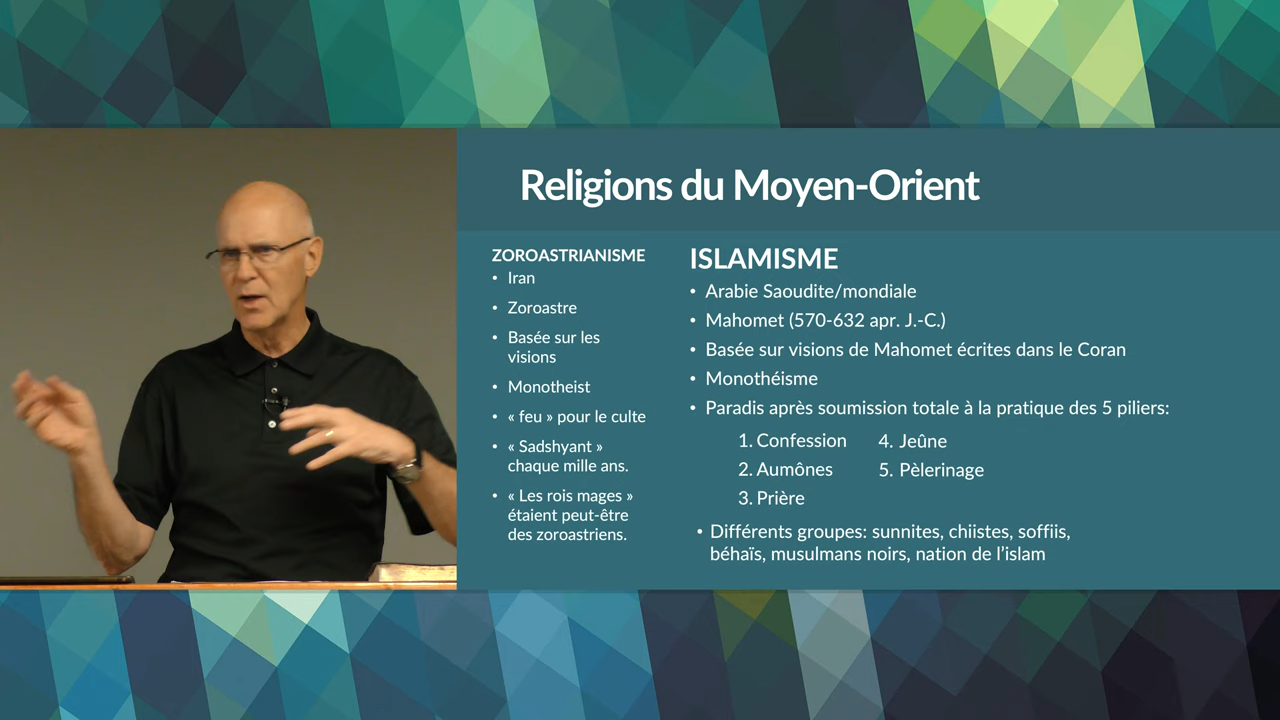 Religions du Moyen-Orient
ZOROASTRIANISME
• Iran
• Zoroastre
• Basée sur les
visions
• Monotheist
• « feu » pour le culte
• « Sadshyant »
chaque mille ans.
• « Les rois mages »
étaient peut-être
des zoroastriens.
ISLAMISME
• Arabie Saoudite/mondiale
• Mahomet (570-632 apr. J.-C.)
• Basée sur visions de Mahomet écrites dans le Coran
• Monothéisme
• Paradis après soumission totale à la pratique des 5 piliers:
1. Confession
2. Aumônes
3. Prière
4. Jeûne
5. Pèlerinage
• Différents groupes: sunnites, chiistes, soffiis,
béhaïs, musulmans noirs, nation de l'islam